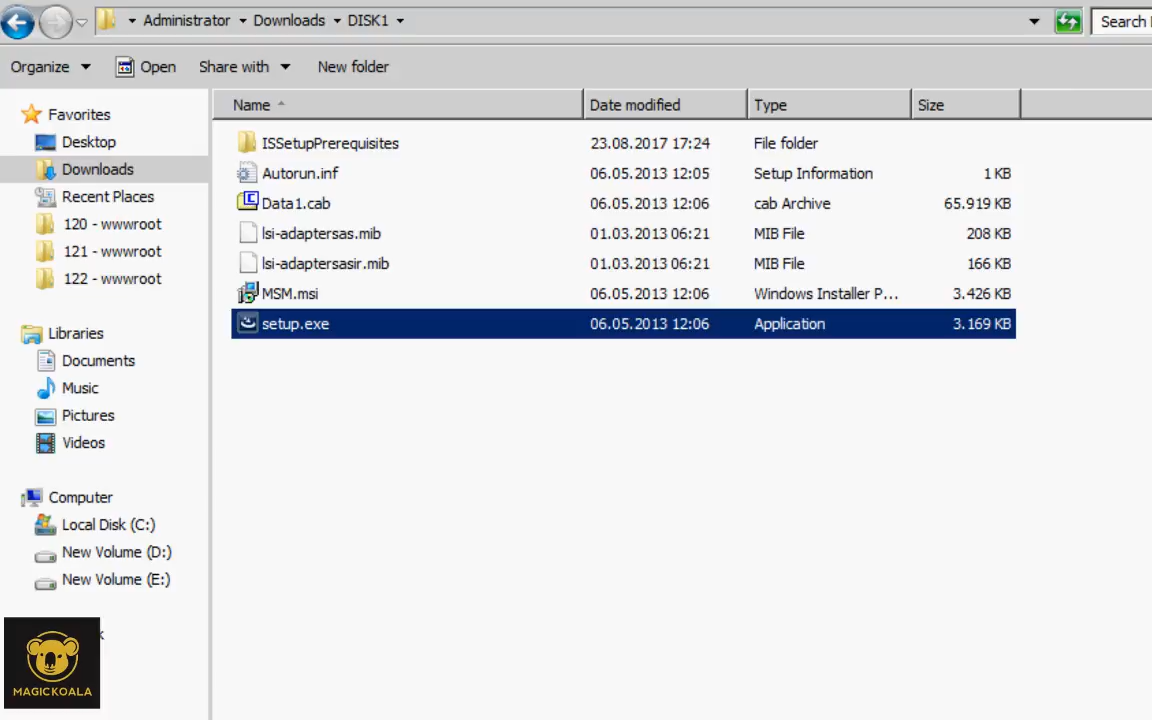 Administrator Downloads DISK1 Search
Organize Open Share with New folder
Favorites
Desktop
Downloads
Recent Places
120 - wwwroot
121 - wwwroot
122 - wwwroot
Libraries
Documents
Music
Pictures
Videos
Computer
Local Disk (C:)
New Volume (D:)
New Volume (E:)
Name Date modified Type Size
ISSetupPrerequisites 23.08.2017 17:24 File folder
Autorun.inf 06.05.2013 12:05 Setup Information 1 KB
Data1.cab 06.05.2013 12:06 cab Archive 65.919 KB
lsi-adaptersas.mib 01.03.2013 06:21 MIB File 208 KB
lsi-adaptersasir.mib 01.03.2013 06:21 MIB File 166 KB
MSM.msi 06.05.2013 12:06 Windows Installer P... 3.426 KB
setup.exe 06.05.2013 12:06 Application 3.169 KB
MAGICKOALA